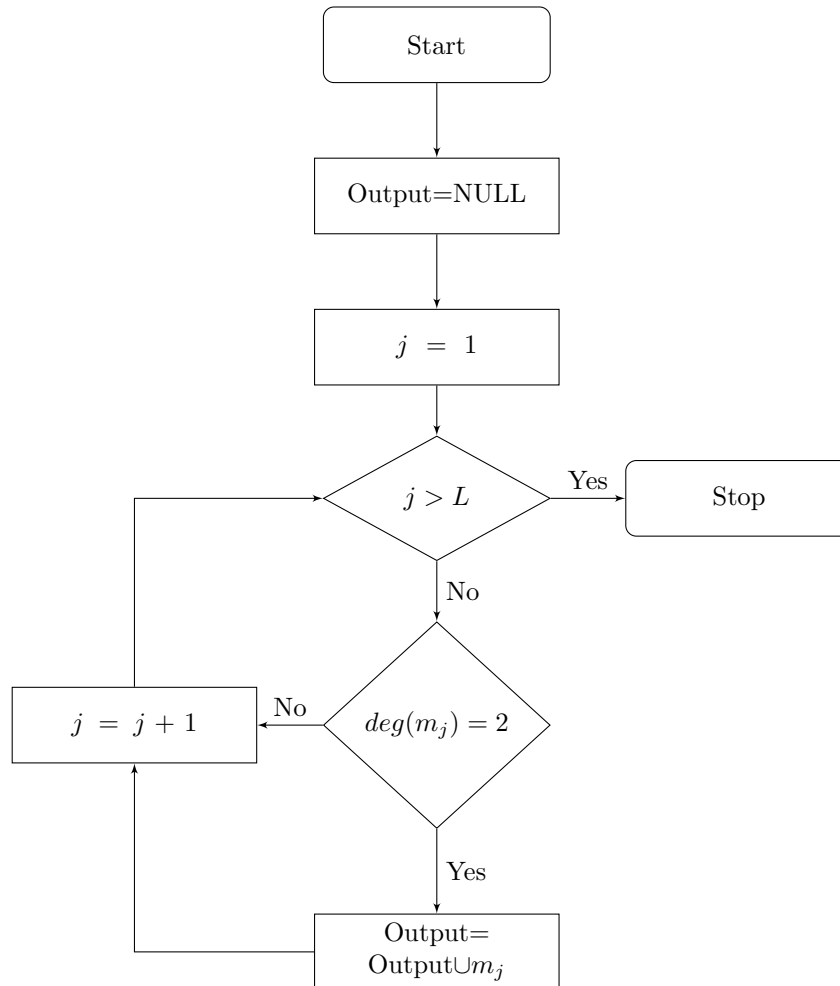 Start
Output=NULL
j = 1
j > L
Yes
Stop
No
deg(m_j) = 2
No
j = j + 1
Yes
Output=
Output∪m_j